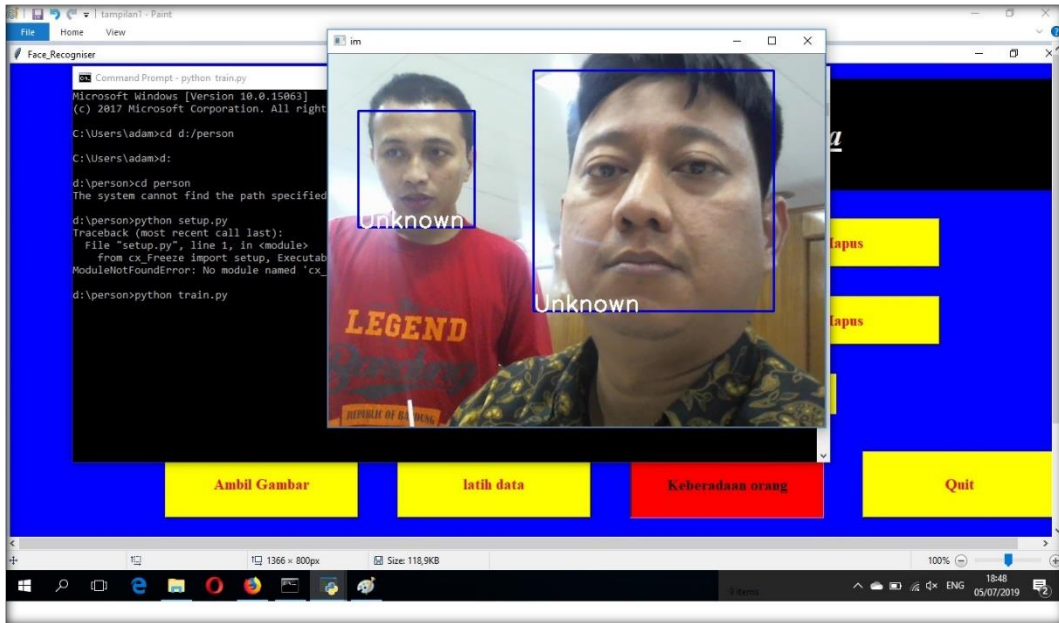 tampilan1 - Paint
File Home View
Face_Recogniser
im
Command Prompt - python train.py
Microsoft Windows [Version 10.0.15063]
(c) 2017 Microsoft Corporation. All right
C:\Users\adam>cd d:/person
C:\Users\adam>d:
d:\person>cd person
The system cannot find the path specified
d:\person>python setup.py
Traceback (most recent call last):
File "setup.py", line 1, in <module>
from cx_Freeze import setup, Executab
ModuleNotFoundError: No module named 'cx_
d:\person>python train.py
Unknown
Unknown
LEGEND
Bandung
REPUBLIC OF BANDUNG
a
Hapus
Hapus
Ambil Gambar
latih data
Keberadaan orang
Quit
1366 × 800px
Size: 118,9KB
100%
9 items
ENG
18:48
05/07/2019
2